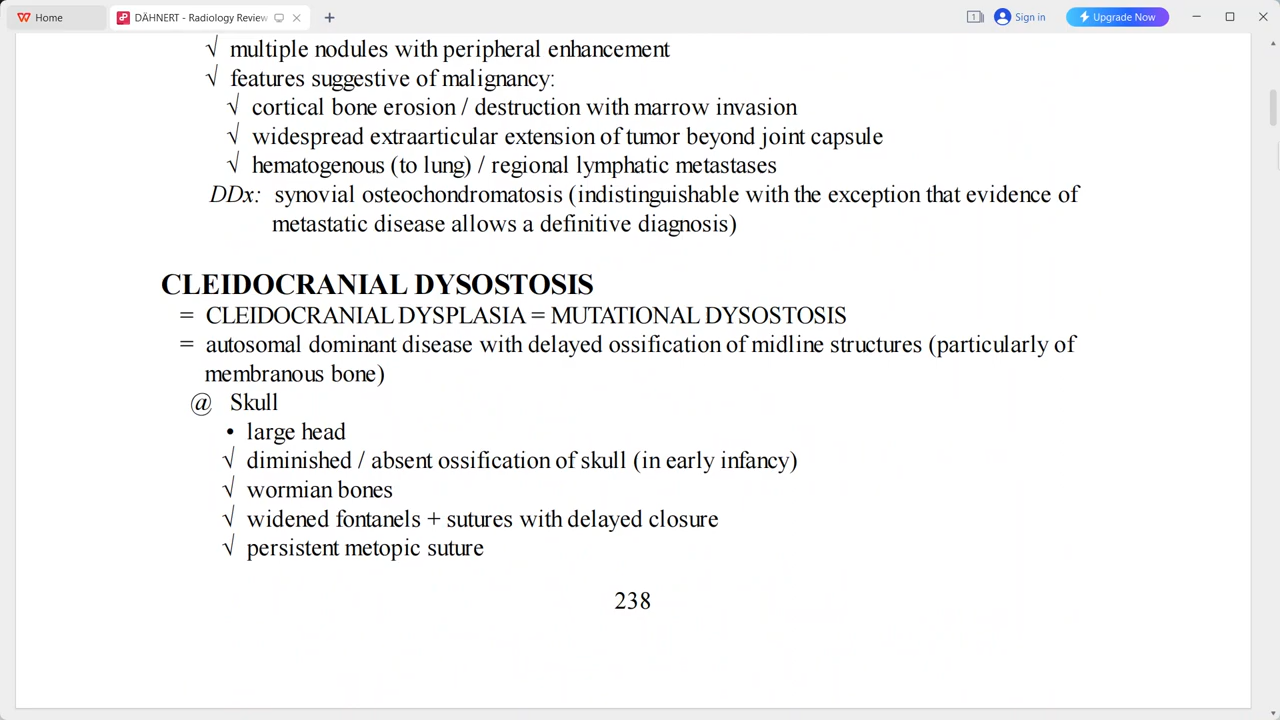 Home
DÄHNERT - Radiology Review
1
Sign in
Upgrade Now
√ multiple nodules with peripheral enhancement
√ features suggestive of malignancy:
√ cortical bone erosion / destruction with marrow invasion
√ widespread extraarticular extension of tumor beyond joint capsule
√ hematogenous (to lung) / regional lymphatic metastases
DDx: synovial osteochondromatosis (indistinguishable with the exception that evidence of
metastatic disease allows a definitive diagnosis)
CLEIDOCRANIAL DYSOSTOSIS
= CLEIDOCRANIAL DYSPLASIA = MUTATIONAL DYSOSTOSIS
= autosomal dominant disease with delayed ossification of midline structures (particularly of
membranous bone)
@ Skull
• large head
√ diminished / absent ossification of skull (in early infancy)
√ wormian bones
√ widened fontanels + sutures with delayed closure
√ persistent metopic suture
238